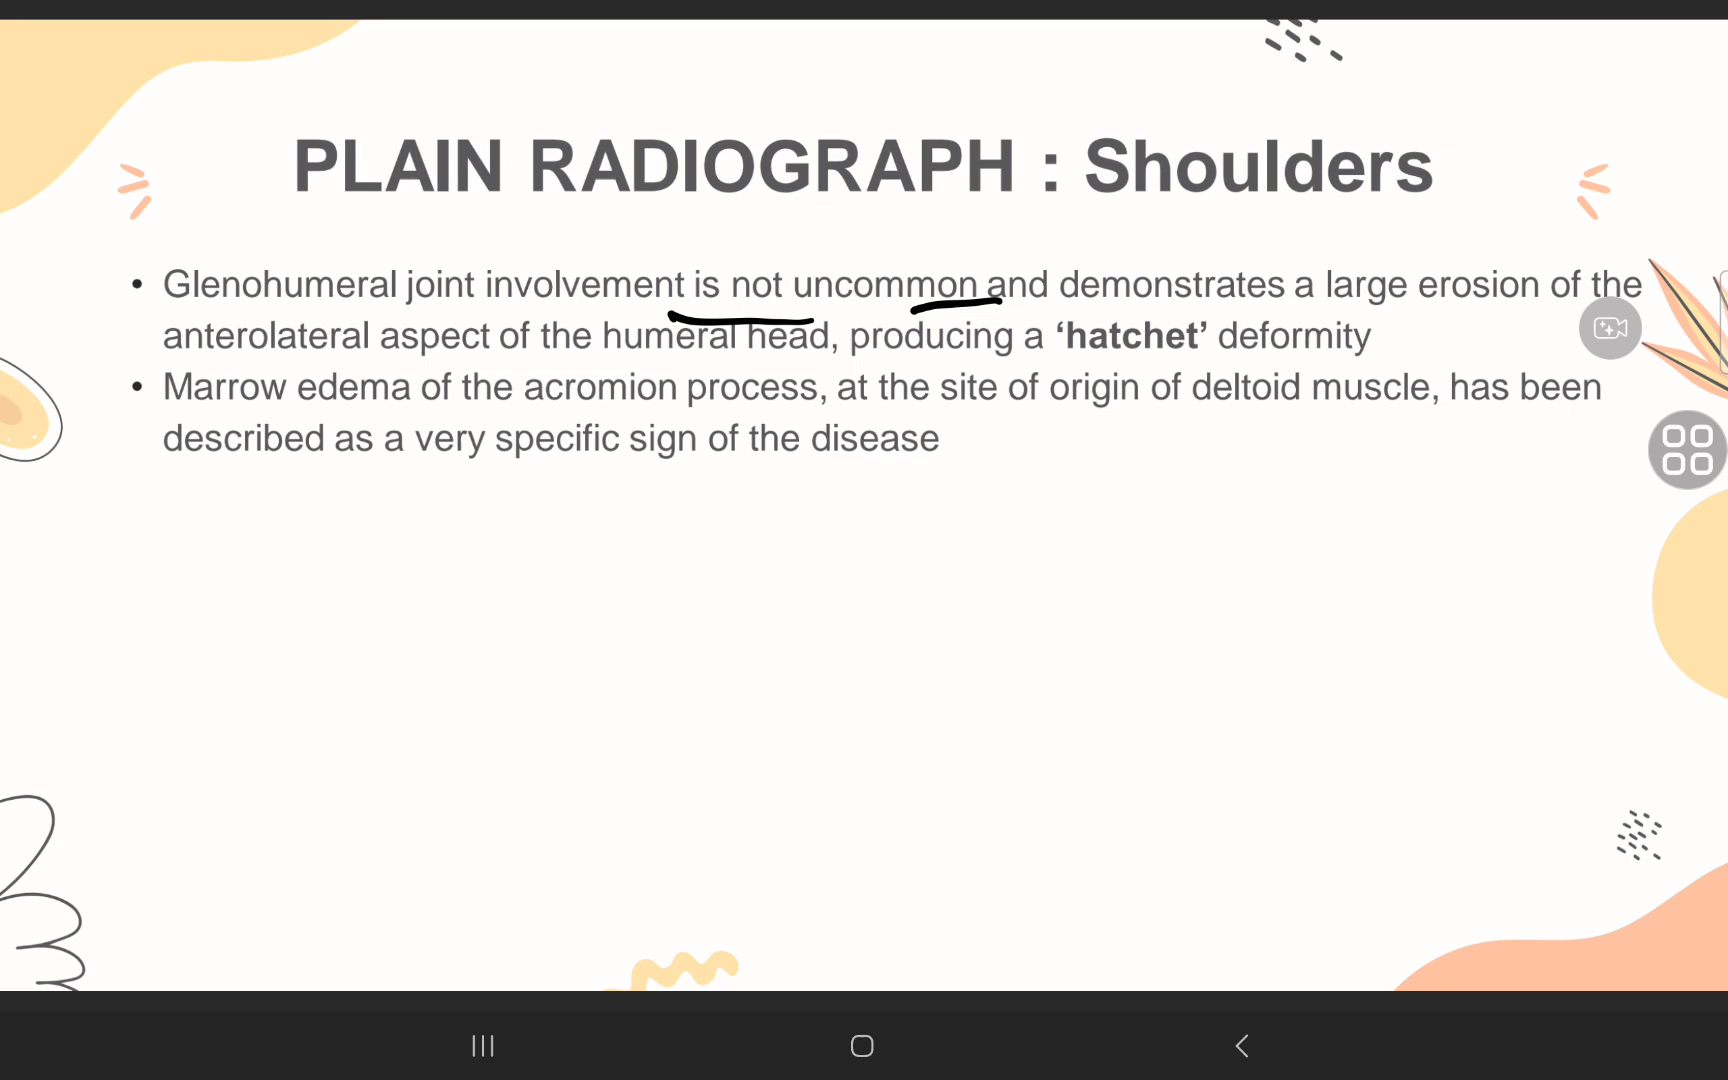 PLAIN RADIOGRAPH : Shoulders
• Glenohumeral joint involvement is not uncommon and demonstrates a large erosion of the
anterolateral aspect of the humeral head, producing a ‘hatchet’ deformity
• Marrow edema of the acromion process, at the site of origin of deltoid muscle, has been
described as a very specific sign of the disease